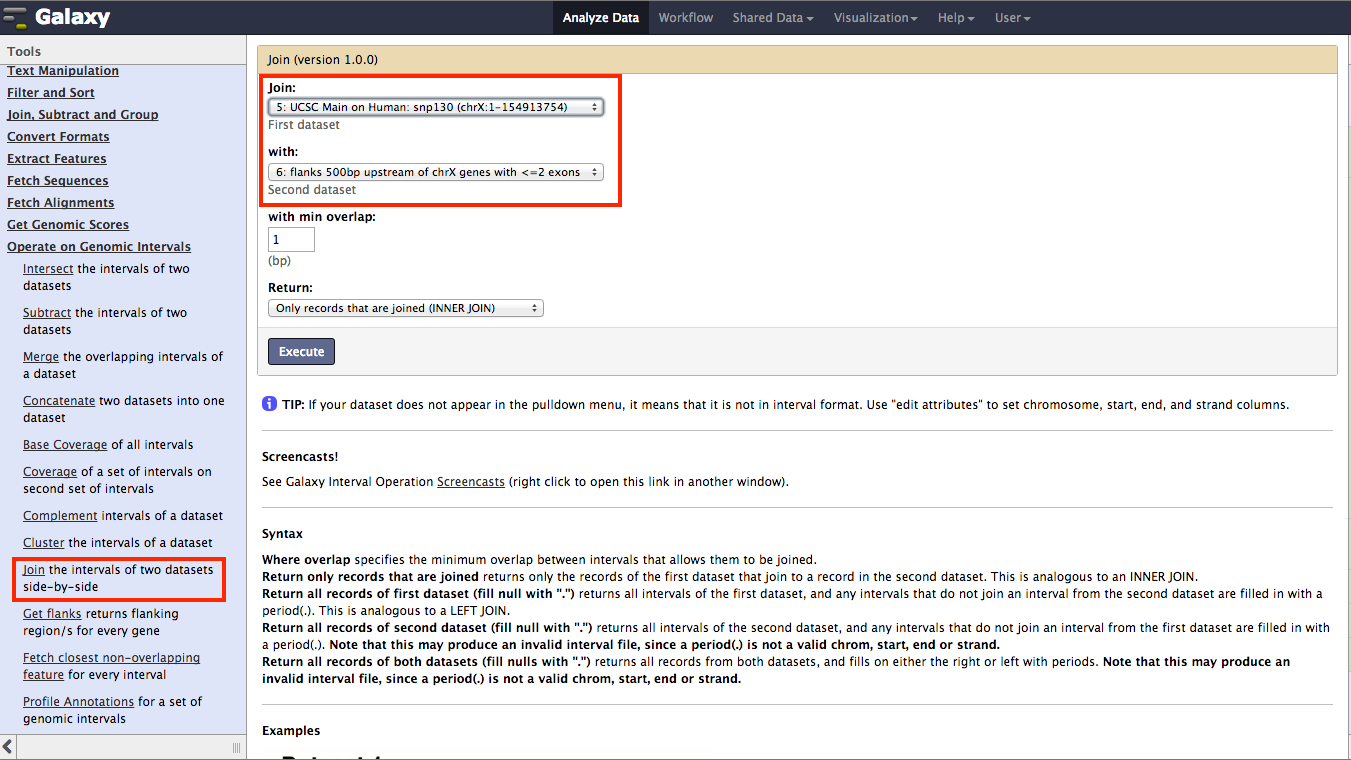 Galaxy
Analyze Data
Workflow
Shared Data
Visualization
Help
User
Tools
Text Manipulation
Filter and Sort
Join, Subtract and Group
Convert Formats
Extract Features
Fetch Sequences
Fetch Alignments
Get Genomic Scores
Operate on Genomic Intervals
Intersect the intervals of two
datasets
Subtract the intervals of two
datasets
Merge the overlapping intervals of
a dataset
Concatenate two datasets into one
dataset
Base Coverage of all intervals
Coverage of a set of intervals on
second set of intervals
Complement intervals of a dataset
Cluster the intervals of a dataset
Join the intervals of two datasets
side-by-side
Get flanks returns flanking
region/s for every gene
Fetch closest non-overlapping
feature for every interval
Profile Annotations for a set of
genomic intervals
Join (version 1.0.0)
Join:
5: UCSC Main on Human: snp130 (chrX:1-154913754)
First dataset
with:
6: flanks 500bp upstream of chrX genes with <=2 exons
Second dataset
with min overlap:
1
(bp)
Return:
Only records that are joined (INNER JOIN)
Execute
TIP: If your dataset does not appear in the pulldown menu, it means that it is not in interval format. Use "edit attributes" to set chromosome, start, end, and strand columns.
Screencasts!
See Galaxy Interval Operation Screencasts (right click to open this link in another window).
Syntax
Where overlap specifies the minimum overlap between intervals that allows them to be joined.
Return only records that are joined returns only the records of the first dataset that join to a record in the second dataset. This is analogous to an INNER JOIN.
Return all records of first dataset (fill null with ".") returns all intervals of the first dataset, and any intervals that do not join an interval from the second dataset are filled in with a
period(.). This is analogous to a LEFT JOIN.
Return all records of second dataset (fill null with ".") returns all intervals of the second dataset, and any intervals that do not join an interval from the first dataset are filled in with
a period(.). Note that this may produce an invalid interval file, since a period(.) is not a valid chrom, start, end or strand.
Return all records of both datasets (fill nulls with ".") returns all records from both datasets, and fills on either the right or left with periods. Note that this may produce an
invalid interval file, since a period(.) is not a valid chrom, start, end or strand.
Examples